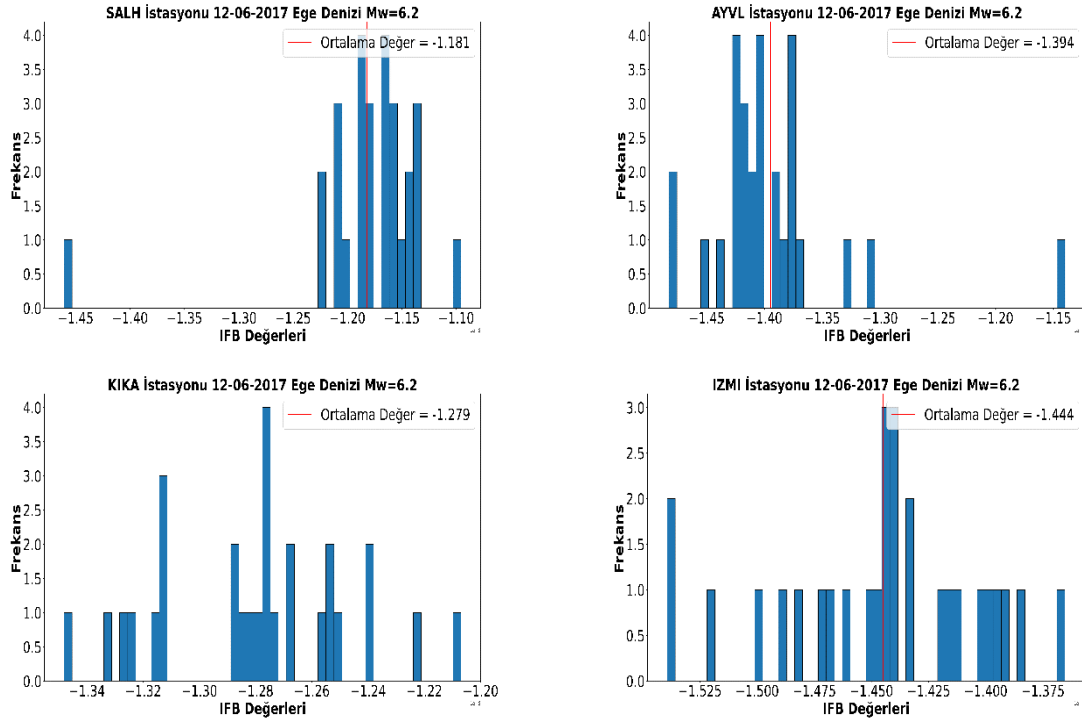 SALH İstasyonu 12-06-2017 Ege Denizi Mw=6.2
Ortalama Değer = -1.181
Frekans
4.0
3.5
3.0
2.5
2.0
1.5
1.0
0.5
0.0
−1.45 −1.40 −1.35 −1.30 −1.25 −1.20 −1.15 −1.10
IFB Değerleri
AYVL İstasyonu 12-06-2017 Ege Denizi Mw=6.2
Ortalama Değer = -1.394
Frekans
4.0
3.5
3.0
2.5
2.0
1.5
1.0
0.5
0.0
−1.45 −1.40 −1.35 −1.30 −1.25 −1.20 −1.15
IFB Değerleri
KIKA İstasyonu 12-06-2017 Ege Denizi Mw=6.2
Ortalama Değer = -1.279
Frekans
4.0
3.5
3.0
2.5
2.0
1.5
1.0
0.5
0.0
−1.34 −1.32 −1.30 −1.28 −1.26 −1.24 −1.22 −1.20
IFB Değerleri
IZMI İstasyonu 12-06-2017 Ege Denizi Mw=6.2
Ortalama Değer = -1.444
Frekans
3.0
2.5
2.0
1.5
1.0
0.5
0.0
−1.525 −1.500 −1.475 −1.450 −1.425 −1.400 −1.375
IFB Değerleri